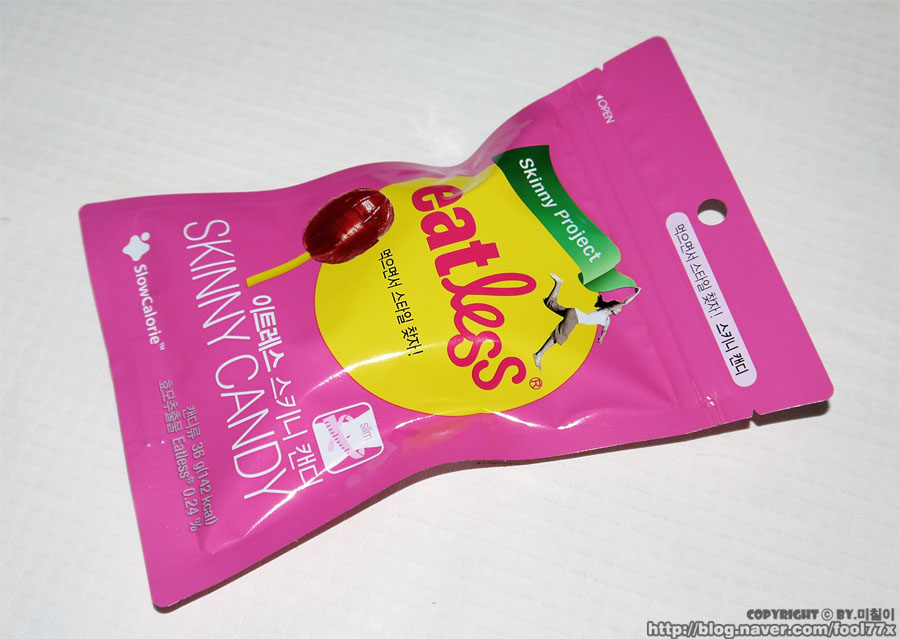 ◀OPEN
먹으면서 스타일 찾자! 스키니 캔디
Skinny Project
eatless®
먹으면서 스타일 찾자!
이트레스 스키니 캔디
SKINNY CANDY
slim
SlowCalorie™
캔디류 36 g(142 kcal)
효모추출물 Eatless® 0.24 %
COPYRIGHT © BY.미칠이
http://blog.naver.com/fool77x